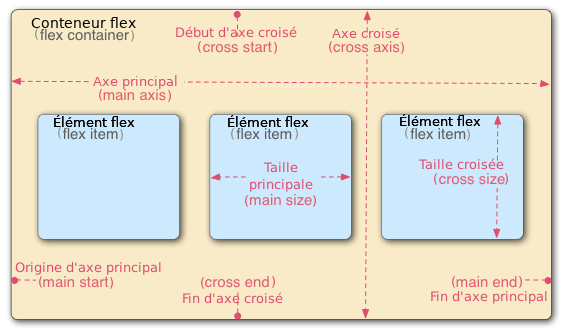 Conteneur flex
(flex container)
Début d'axe croisé
(cross start)
Axe croisé
(cross axis)
Axe principal
(main axis)
Élément flex
(flex item)
Élément flex
(flex item)
Élément flex
(flex item)
Taille
principale
(main size)
Taille croisée
(cross size)
Origine d'axe principal
(main start)
(cross end)
Fin d'axe croisé
(main end)
Fin d'axe principal